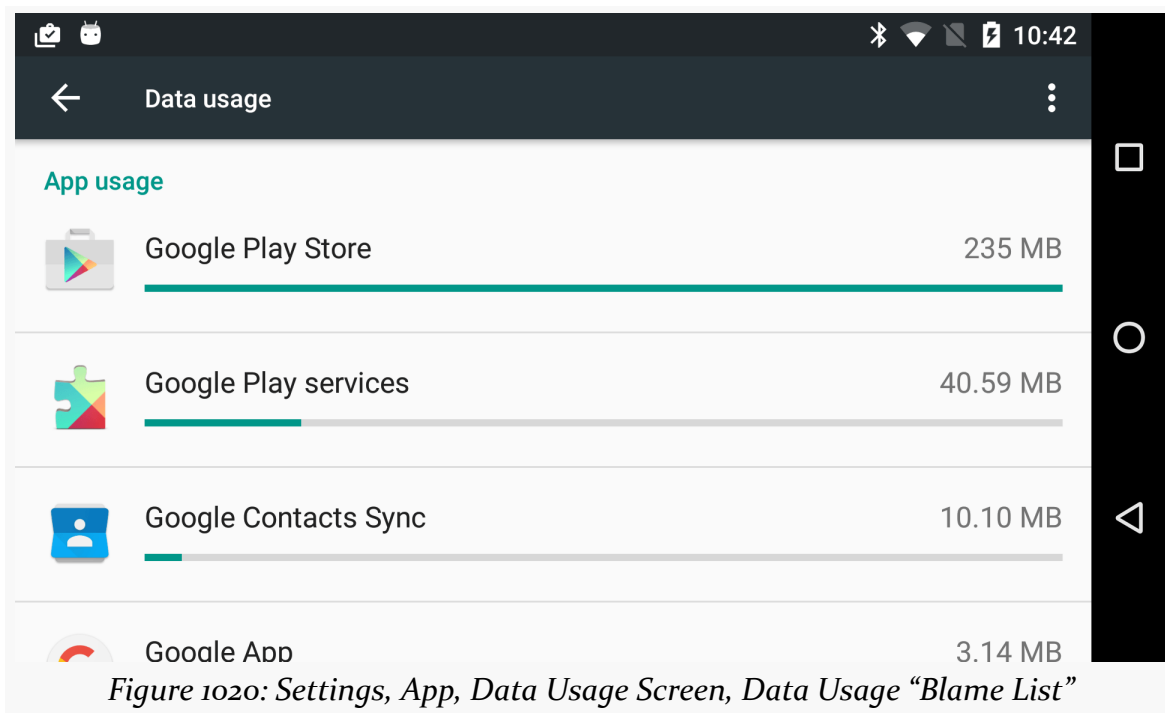 10:42
Data usage
App usage
Google Play Store 235 MB
Google Play services 40.59 MB
Google Contacts Sync 10.10 MB
Google App 3.14 MB
Figure 1020: Settings, App, Data Usage Screen, Data Usage “Blame List”